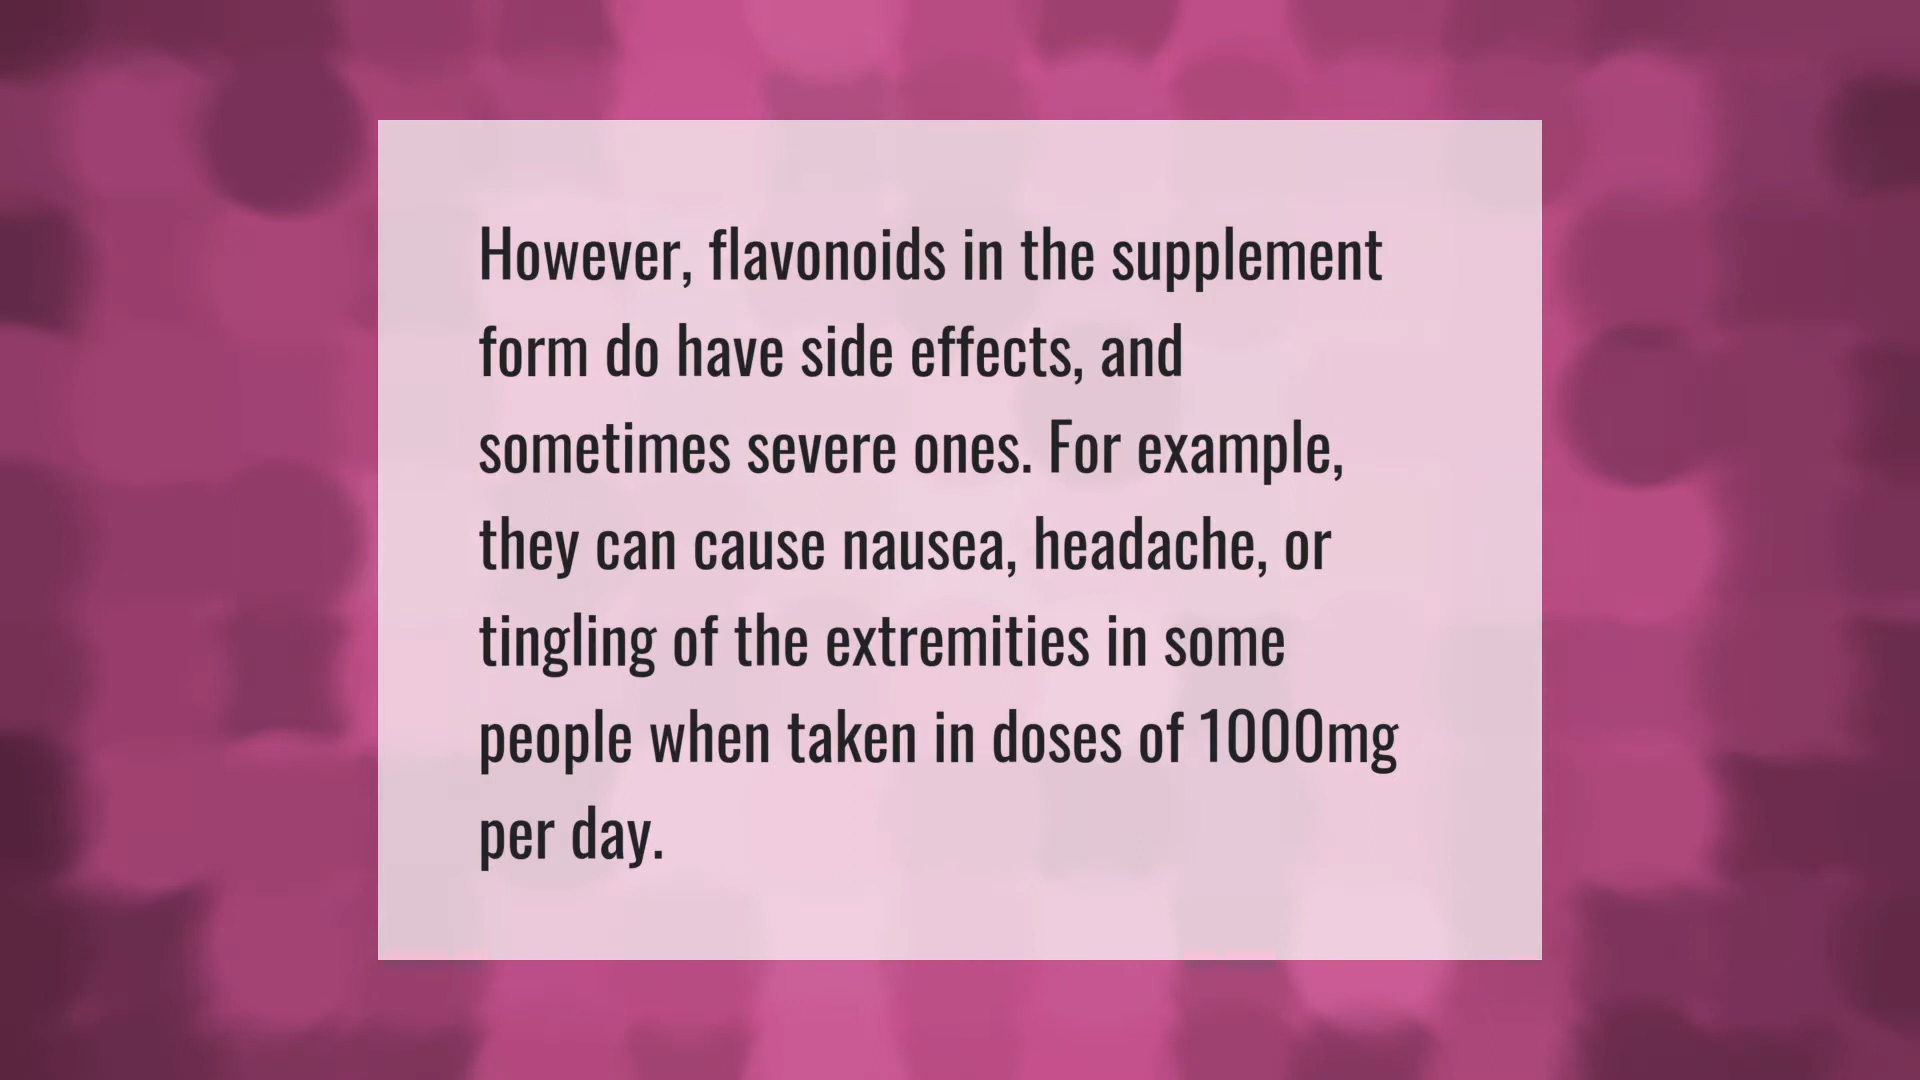 However, flavonoids in the supplement
form do have side effects, and
sometimes severe ones. For example,
they can cause nausea, headache, or
tingling of the extremities in some
people when taken in doses of 1000mg
per day.